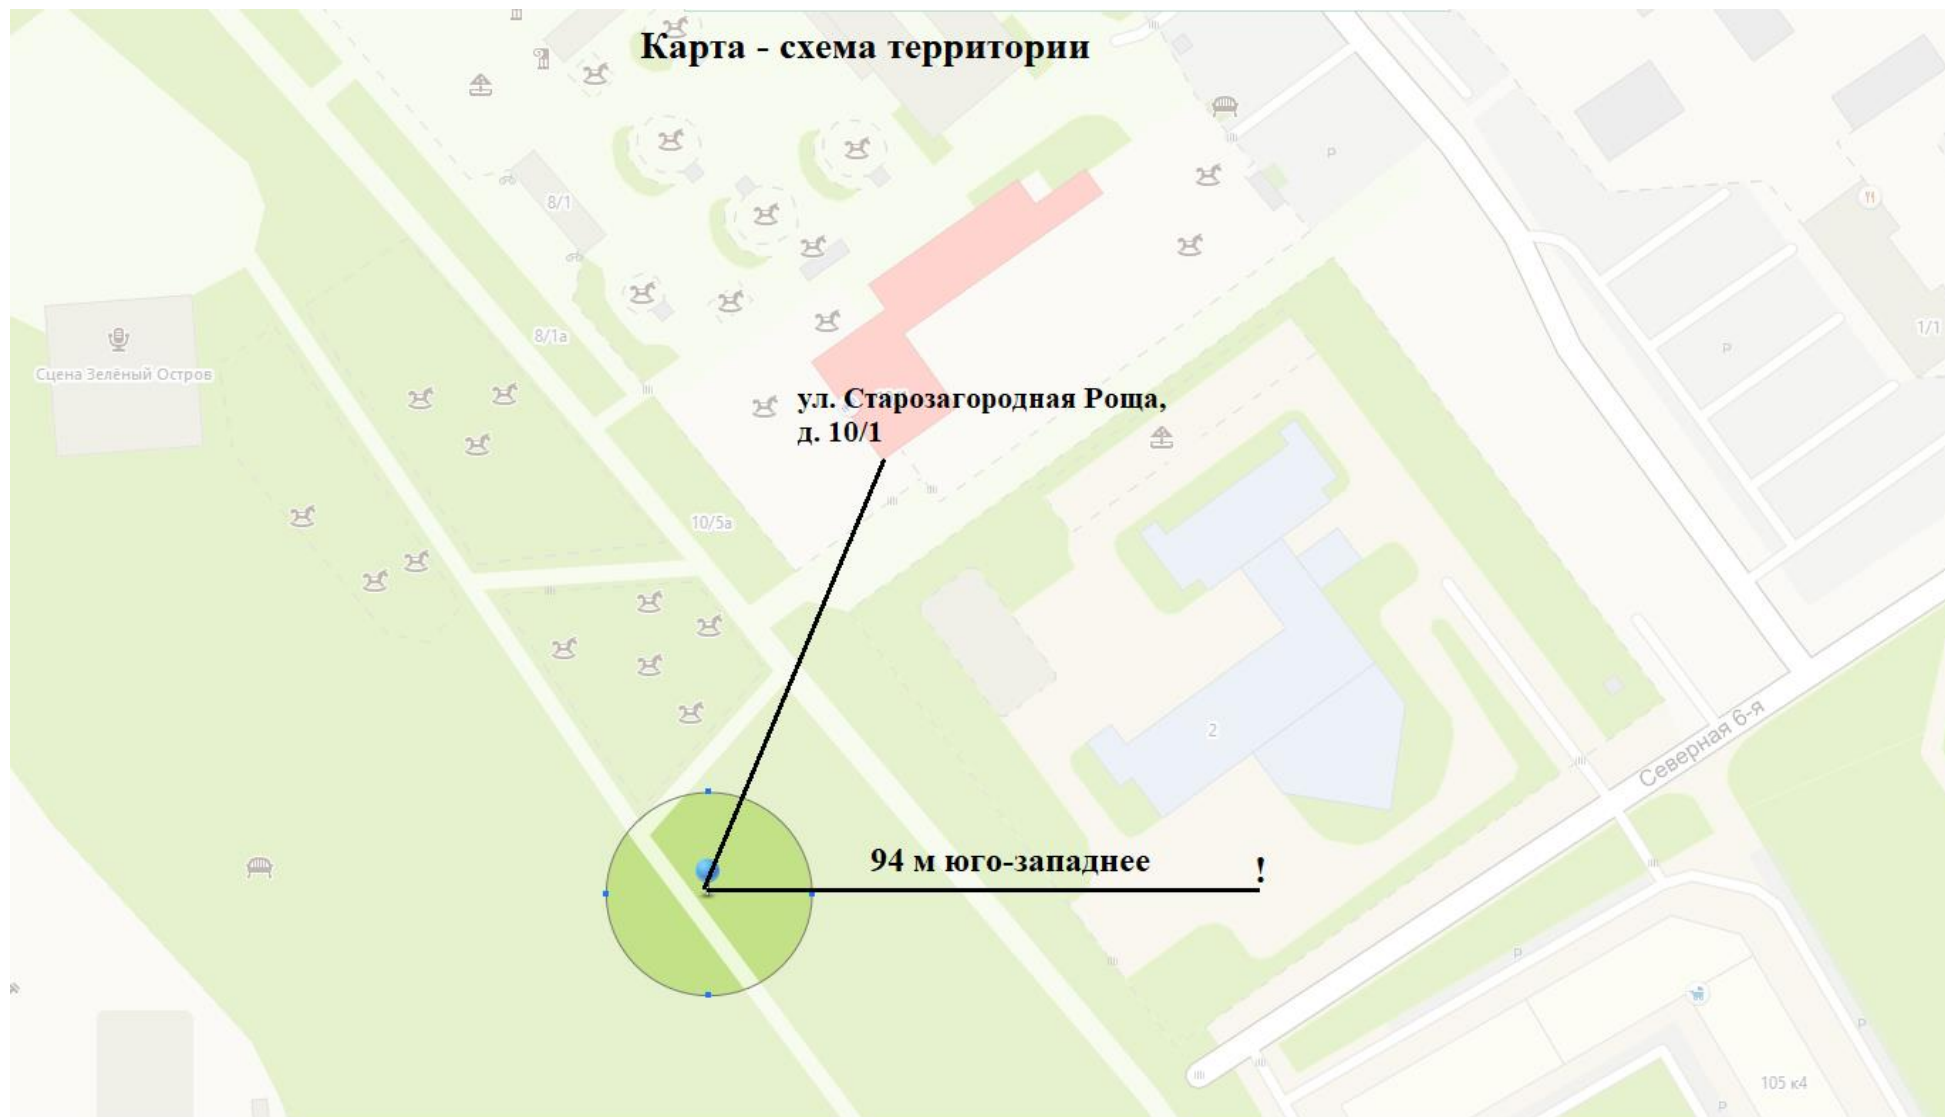 Карта - схема территории
P
8/1
8/1а
1/1
P
Сцена Зелёный Остров
ул. Старозагородная Роща,
д. 10/1
10/5а
2
Северная 6-я
94 м юго-западнее !
P
P
105 к4
P